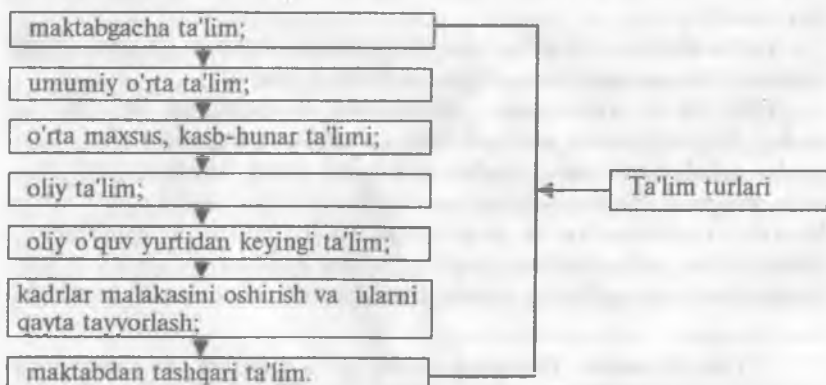 maktabgacha ta'lim;
umumiy o'rta ta'lim;
o'rta maxsus, kasb-hunar ta'limi;
oliy ta'lim;
oliy o'quv yurtidan keyingi ta'lim;
kadrlar malakasini oshirish va ularni
qayta tayyorlash;
maktabdan tashqari ta'lim.
Ta'lim turlari